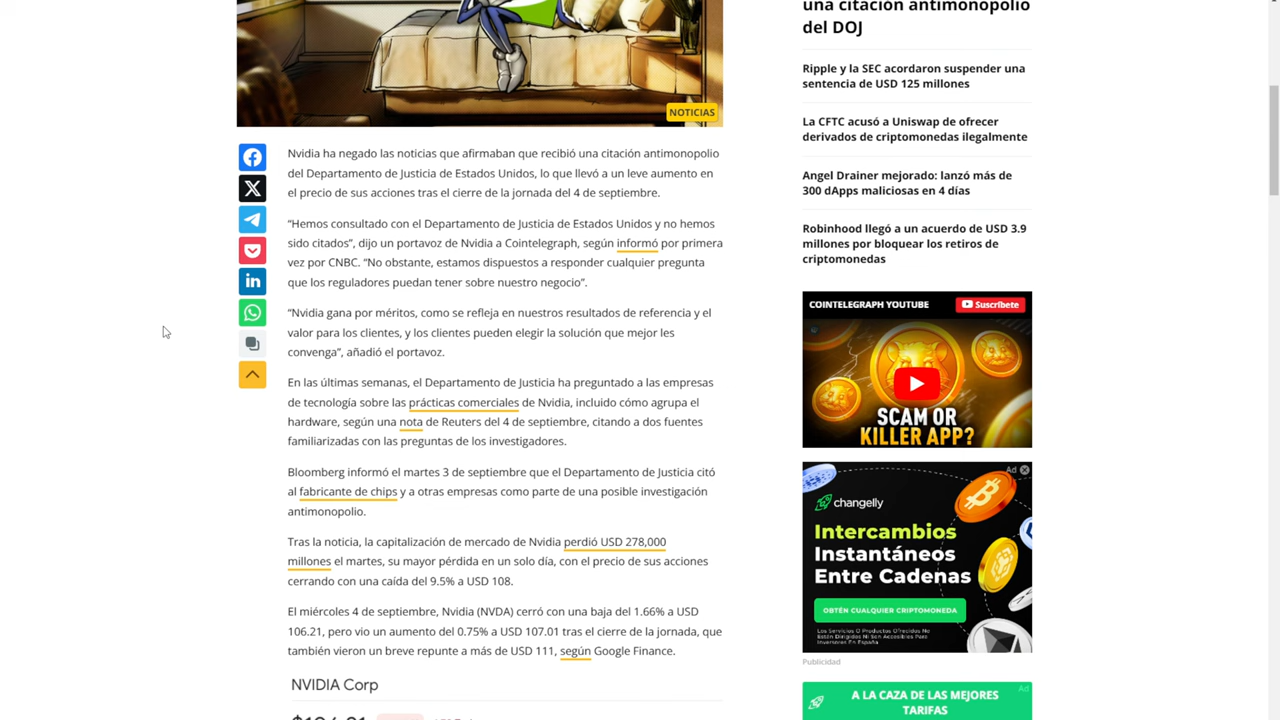 NOTICIAS
Nvidia ha negado las noticias que afirmaban que recibió una citación antimonopolio
del Departamento de Justicia de Estados Unidos, lo que llevó a un leve aumento en
el precio de sus acciones tras el cierre de la jornada del 4 de septiembre.
“Hemos consultado con el Departamento de Justicia de Estados Unidos y no hemos
sido citados”, dijo un portavoz de Nvidia a Cointelegraph, según informó por primera
vez por CNBC. “No obstante, estamos dispuestos a responder cualquier pregunta
que los reguladores puedan tener sobre nuestro negocio”.
“Nvidia gana por méritos, como se refleja en nuestros resultados de referencia y el
valor para los clientes, y los clientes pueden elegir la solución que mejor les
convenga”, añadió el portavoz.
En las últimas semanas, el Departamento de Justicia ha preguntado a las empresas
de tecnología sobre las prácticas comerciales de Nvidia, incluido cómo agrupa el
hardware, según una nota de Reuters del 4 de septiembre, citando a dos fuentes
familiarizadas con las preguntas de los investigadores.
Bloomberg informó el martes 3 de septiembre que el Departamento de Justicia citó
al fabricante de chips y a otras empresas como parte de una posible investigación
antimonopolio.
Tras la noticia, la capitalización de mercado de Nvidia perdió USD 278,000
millones el martes, su mayor pérdida en un solo día, con el precio de sus acciones
cerrando con una caída del 9.5% a USD 108.
El miércoles 4 de septiembre, Nvidia (NVDA) cerró con una baja del 1.66% a USD
106.21, pero vio un aumento del 0.75% a USD 107.01 tras el cierre de la jornada, que
también vieron un breve repunte a más de USD 111, según Google Finance.
NVIDIA Corp
una citación antimonopolio
del DOJ
Ripple y la SEC acordaron suspender una
sentencia de USD 125 millones
La CFTC acusó a Uniswap de ofrecer
derivados de criptomonedas ilegalmente
Angel Drainer mejorado: lanzó más de
300 dApps maliciosas en 4 días
Robinhood llegó a un acuerdo de USD 3.9
millones por bloquear los retiros de
criptomonedas
COINTELEGRAPH YOUTUBE
Suscríbete
SCAM OR
KILLER APP?
Ad
changelly
Intercambios
Instantáneos
Entre Cadenas
OBTÉN CUALQUIER CRIPTOMONEDA
Los Servicios O Productos Ofrecidos No
Están Dirigidos Ni Son Accesibles Para
Inversores En España
Publicidad
Ad
A LA CAZA DE LAS MEJORES
TARIFAS